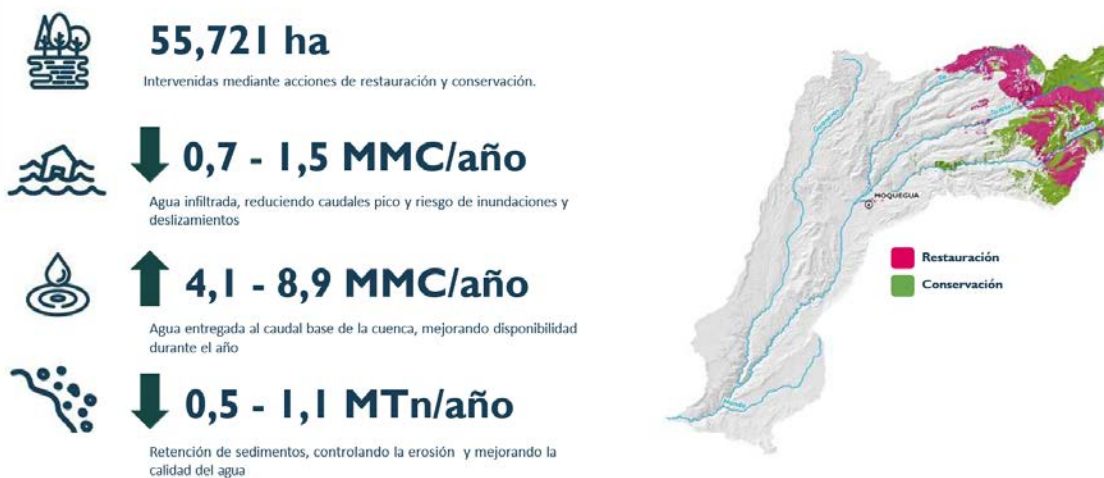 55,721 ha
Intervenidas mediante acciones de restauración y conservación.
0,7 - 1,5 MMC/año
Agua infiltrada, reduciendo caudales pico y riesgo de inundaciones y
deslizamientos
4,1 - 8,9 MMC/año
Agua entregada al caudal base de la cuenca, mejorando disponibilidad
durante el año
0,5 - 1,1 MTn/año
Retención de sedimentos, controlando la erosión  y mejorando la
calidad del agua
MOQUEGUA
Restauración
Conservación